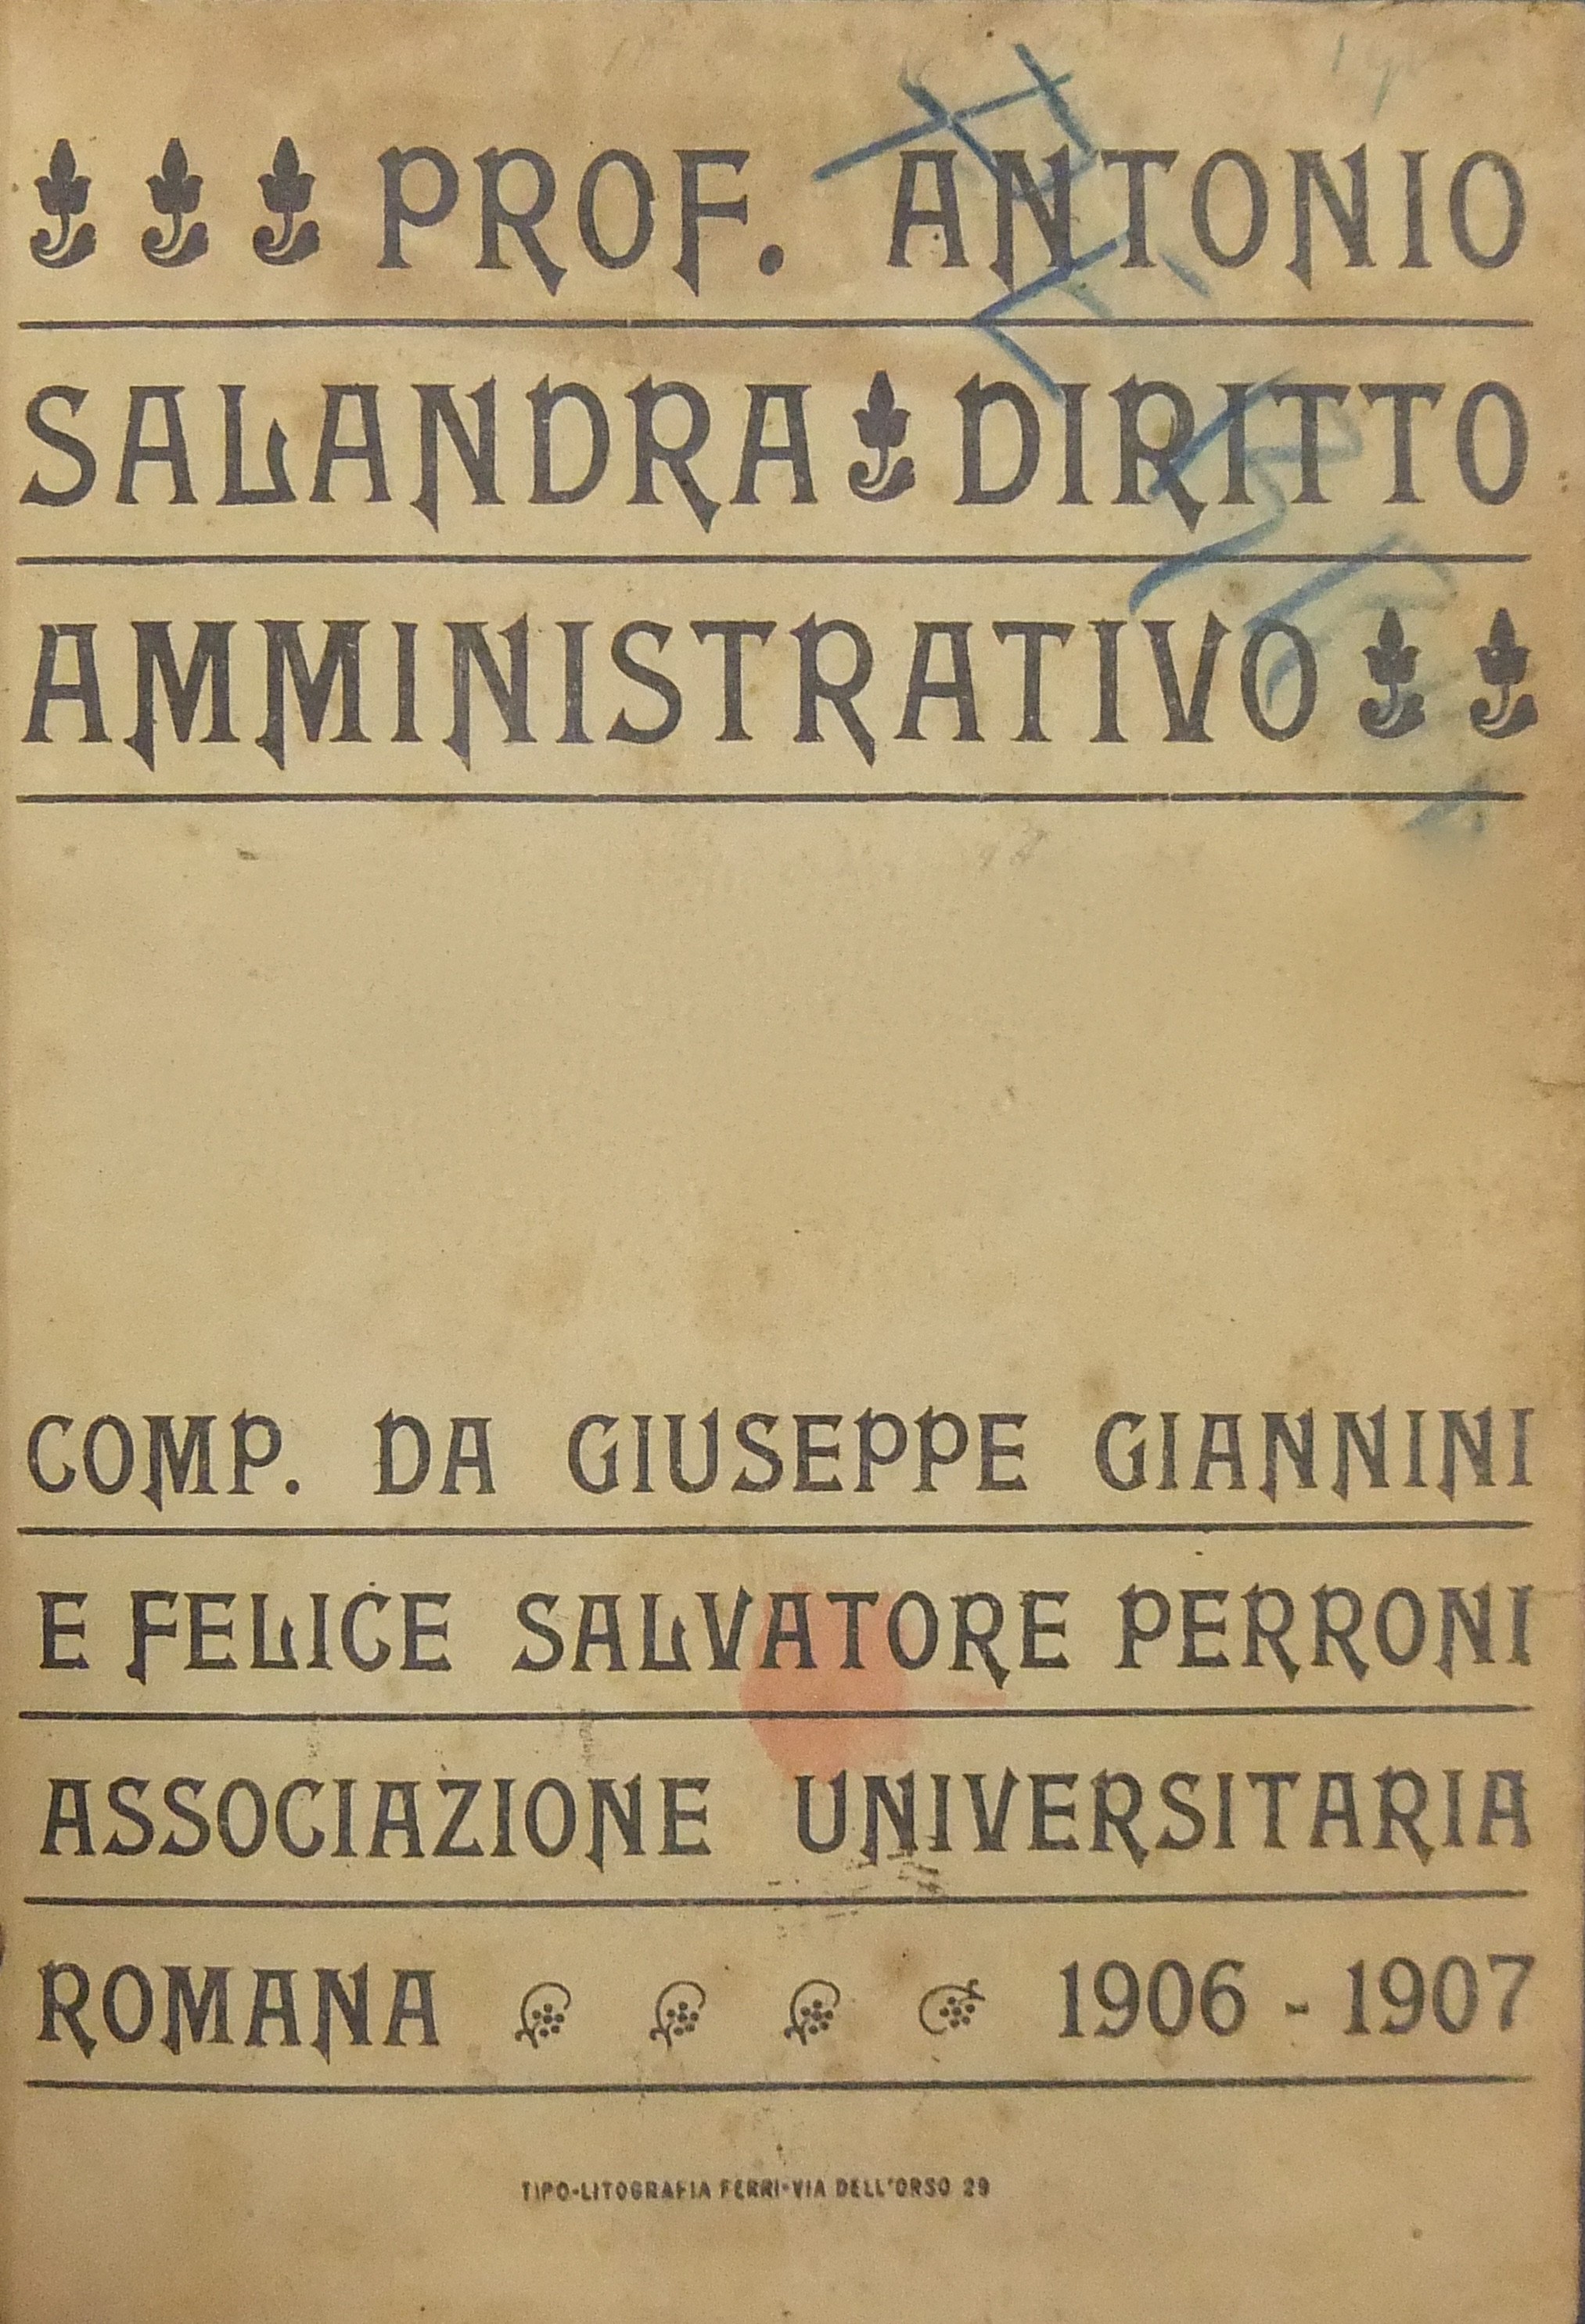 PROF. ANTONIO
SALANDRA DIRITTO
AMMINISTRATIVO
COMP. DA GIUSEPPE GIANNINI
E FELICE SALVATORE PERRONI
ASSOCIAZIONE UNIVERSITARIA
ROMANA 1906 - 1907
TIPO-LITOGRAFIA FERRI-VIA DELL'ORSO 29